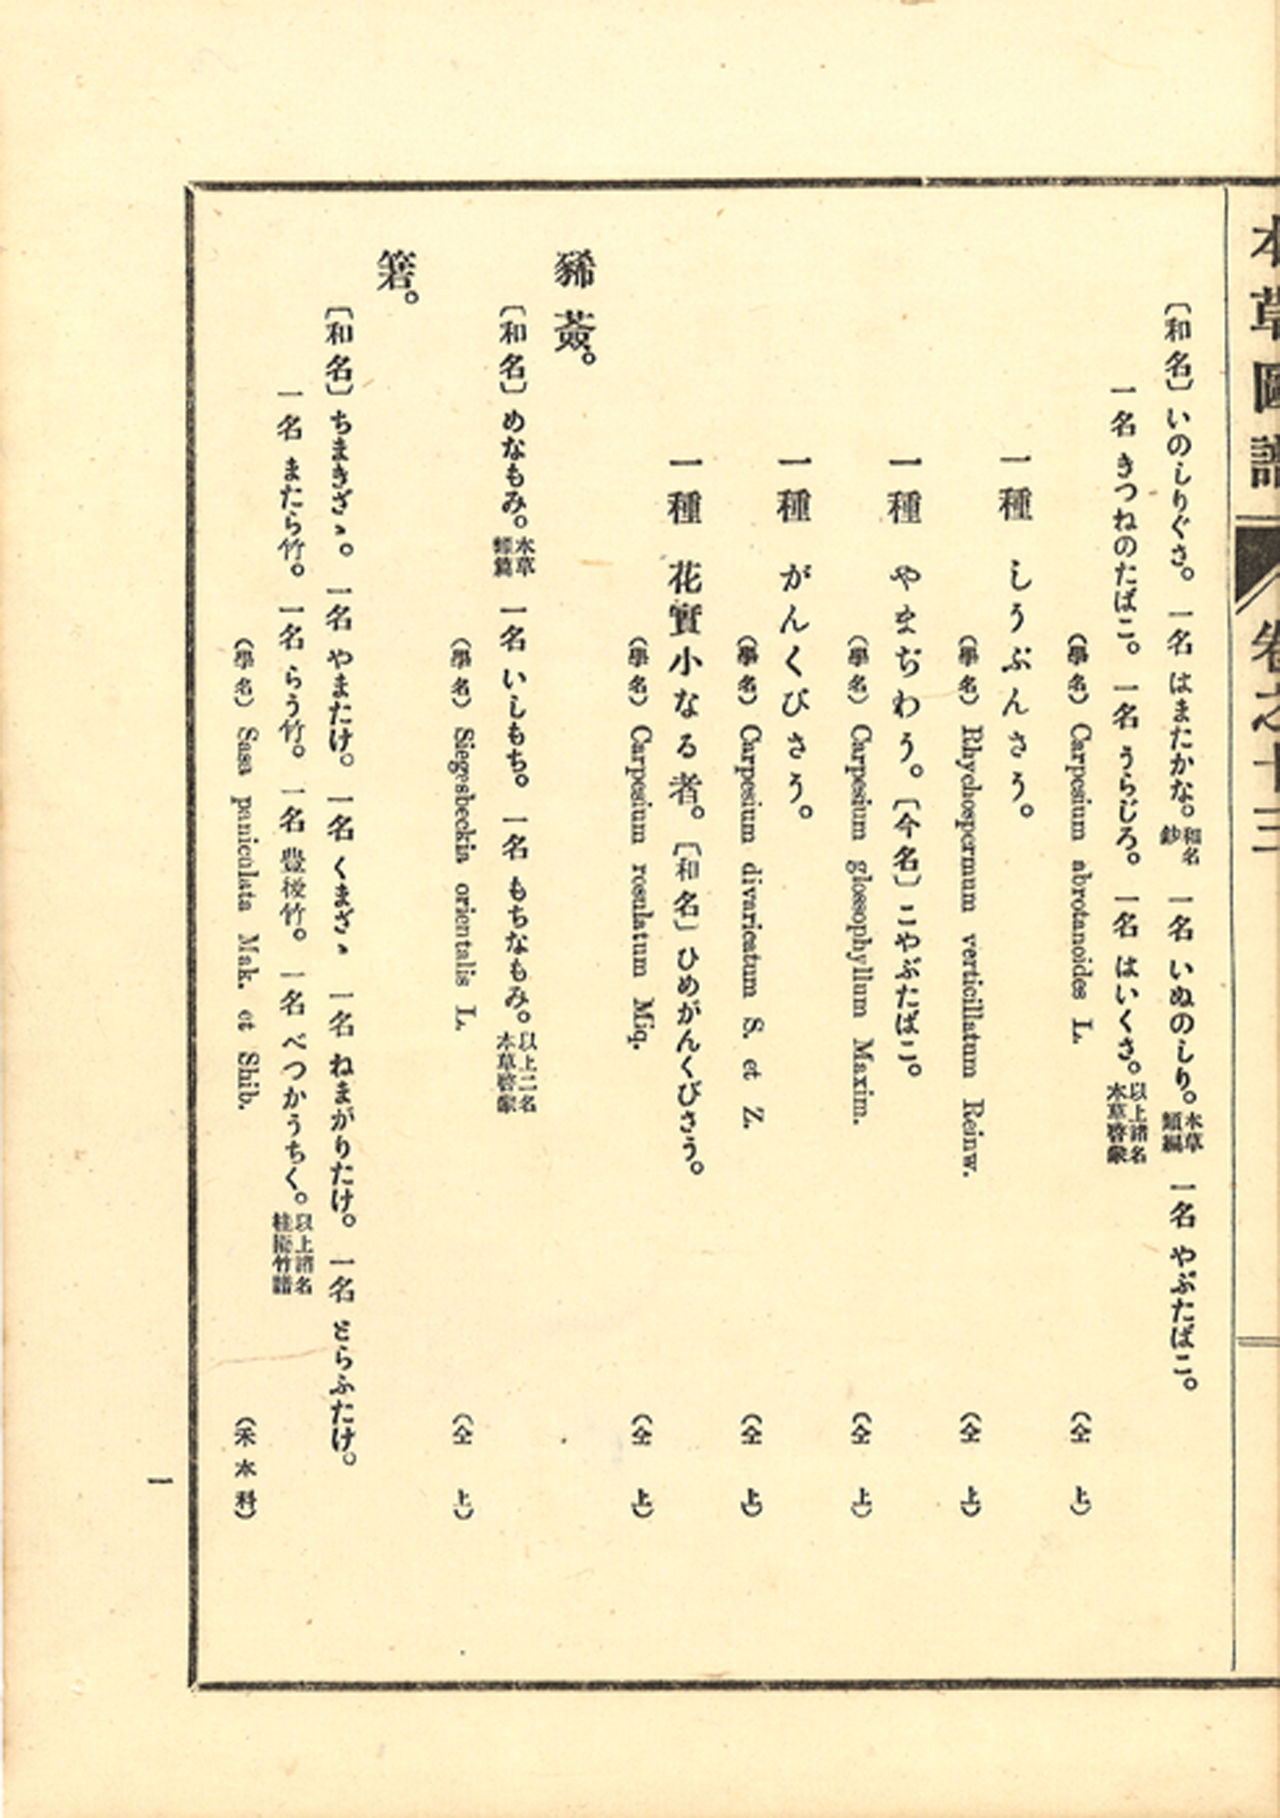 本草圖譜 卷之十三
〔和名〕いのしりぐさ。 一名 はまたかな。和名鈔 一名 いぬのしり。本草類編 一名 やぶたばこ。
一名 きつねのたばこ。 一名 うらじろ。 一名 はいくさ。以上諸名本草啓蒙
(學名) Carpesium abrotanoides L. (仝上)
一種 しうぶんさう。
(學名) Rhychospermum verticillatum Reinw. (仝上)
一種 やまぢわう。〔今名〕こやぶたばこ。
(學名) Carpesium glossophyllum Maxim. (仝上)
一種 がんくびさう。
(學名) Carpesium divaricatum S. et Z. (仝上)
一種 花實小なる者。〔和名〕ひめがんくびさう。
(學名) Carpesium rosulatum Miq. (仝上)
豨薟。
〔和名〕めなもみ。本草類篇 一名 いしもち。 一名 もちなもみ。以上二名本草啓蒙
(學名) Siegesbeckia orientalis L. (仝上)
箬。
〔和名〕ちまきざゝ。 一名 やまたけ。 一名 くまざゝ 一名 ねまがりたけ。 一名 とらふたけ。
一名 またら竹。 一名 らう竹。 一名 豊後竹。 一名 べつかうちく。以上諸名桂園竹譜
(學名) Sasa paniculata Mak. et Shib. (禾本科)
一